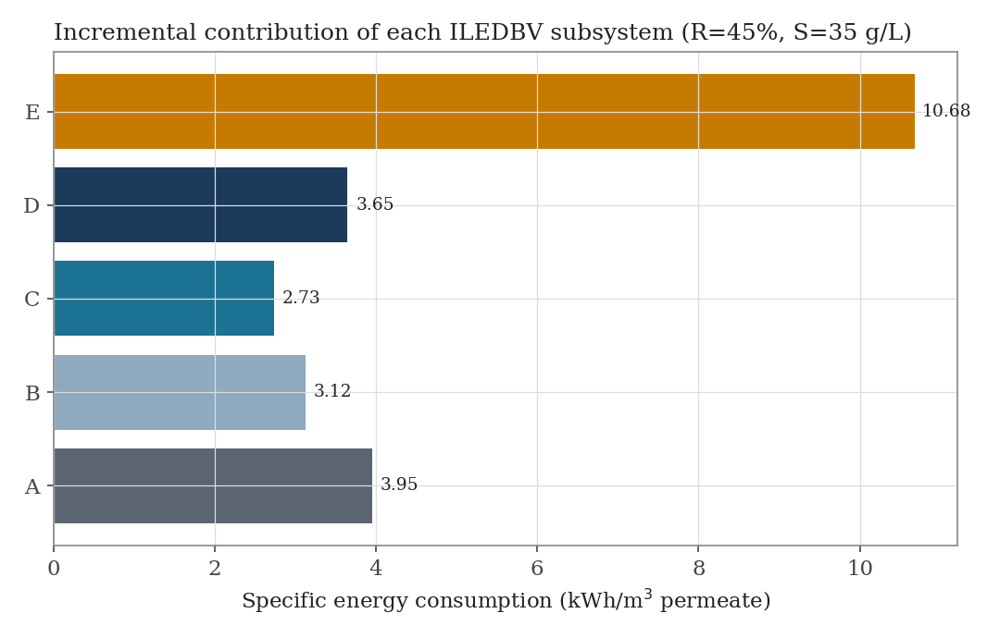 Incremental contribution of each ILEDBV subsystem (R=45%, S=35 g/L)
E 10.68
D 3.65
C 2.73
B 3.12
A 3.95
0 2 4 6 8 10
Specific energy consumption (kWh/m³ permeate)